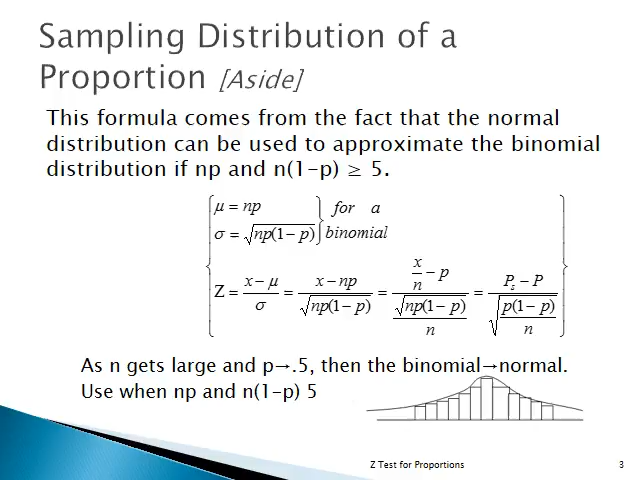 Sampling Distribution of a
Proportion [Aside]
This formula comes from the fact that the normal
distribution can be used to approximate the binomial
distribution if np and n(1-p) ≥ 5.
{ μ = np } for a
σ = √(np(1−p)) } binomial
Z = (x − μ)/σ = (x − np)/√(np(1−p)) = (x/n − p)/(√(np(1−p))/n) = (Pₛ − P)/√(p(1−p)/n) }
As n gets large and p→.5, then the binomial→normal.
Use when np and n(1-p) 5
Z Test for Proportions 3